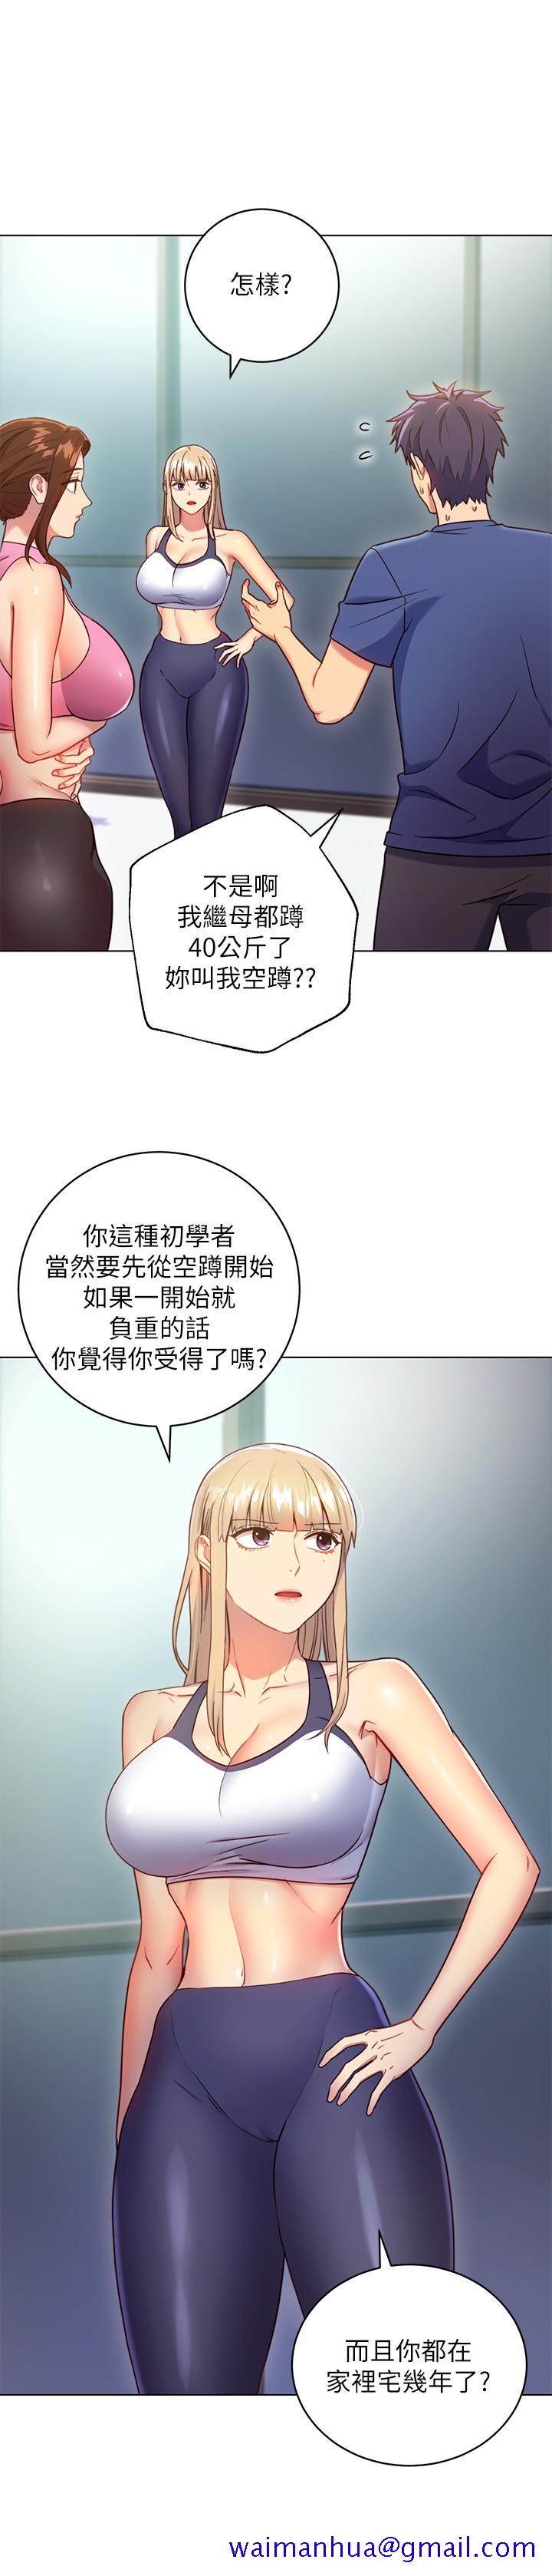 怎樣?
不是啊
我繼母都蹲
40公斤了
妳叫我空蹲??
你這種初學者
當然要先從空蹲開始
如果一開始就
負重的話
你覺得你受得了嗎?
而且你都在
家裡宅幾年了?
waimanhua@gmail.com